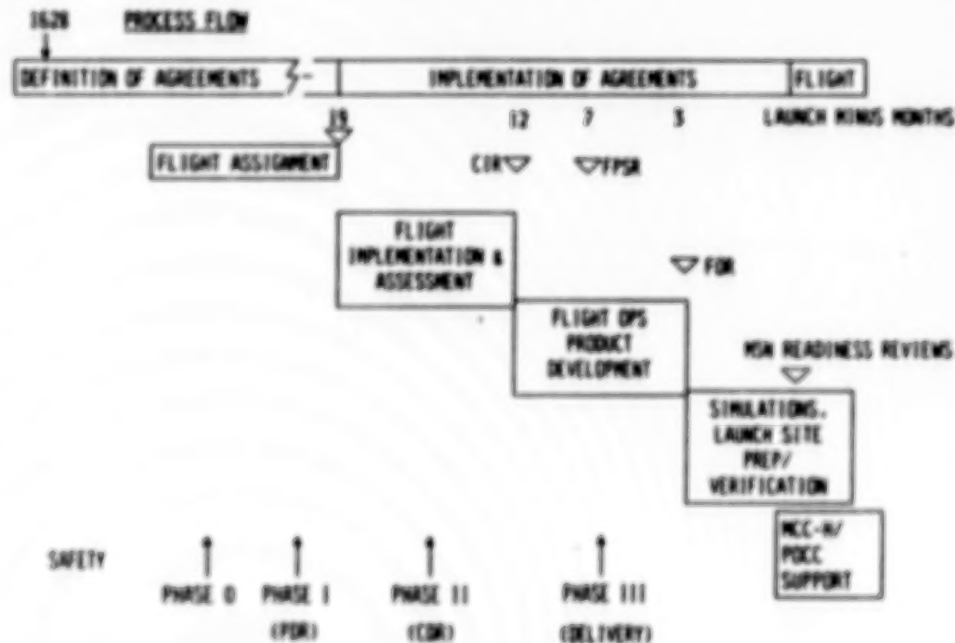 1628 PROCESS FLOW
DEFINITION OF AGREEMENTS IMPLEMENTATION OF AGREEMENTS FLIGHT
19 12 7 3 LAUNCH MINUS MONTHS
FLIGHT ASSIGNMENT CIR FPSR
FLIGHT
IMPLEMENTATION &
ASSESSMENT
FOR
FLIGHT OPS
PRODUCT
DEVELOPMENT
MSN READINESS REVIEWS
SIMULATIONS,
LAUNCH SITE
PREP/
VERIFICATION
MCC-H/
POCC
SUPPORT
SAFETY
PHASE 0 PHASE I PHASE II PHASE III
(PDR) (CDR) (DELIVERY)